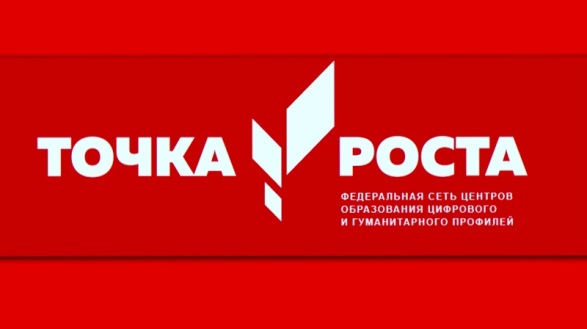 ТОЧКА РОСТА
ФЕДЕРАЛЬНАЯ СЕТЬ ЦЕНТРОВ
ОБРАЗОВАНИЯ ЦИФРОВОГО
И ГУМАНИТАРНОГО ПРОФИЛЕЙ